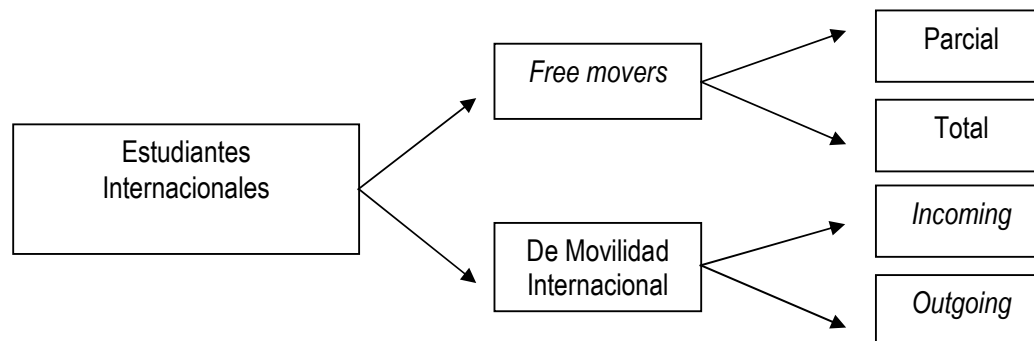 Estudiantes
Internacionales
Free movers
Parcial
Total
De Movilidad
Internacional
Incoming
Outgoing